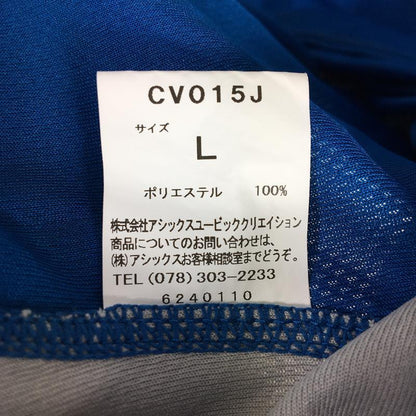 CV015J
サイズ
L
ポリエステル 100%
株式会社アシックスユービッククリエイション
商品についてのお問い合わせは、
(株)アシックスお客様相談室までどうぞ。
TEL (078) 303-2233
6240110